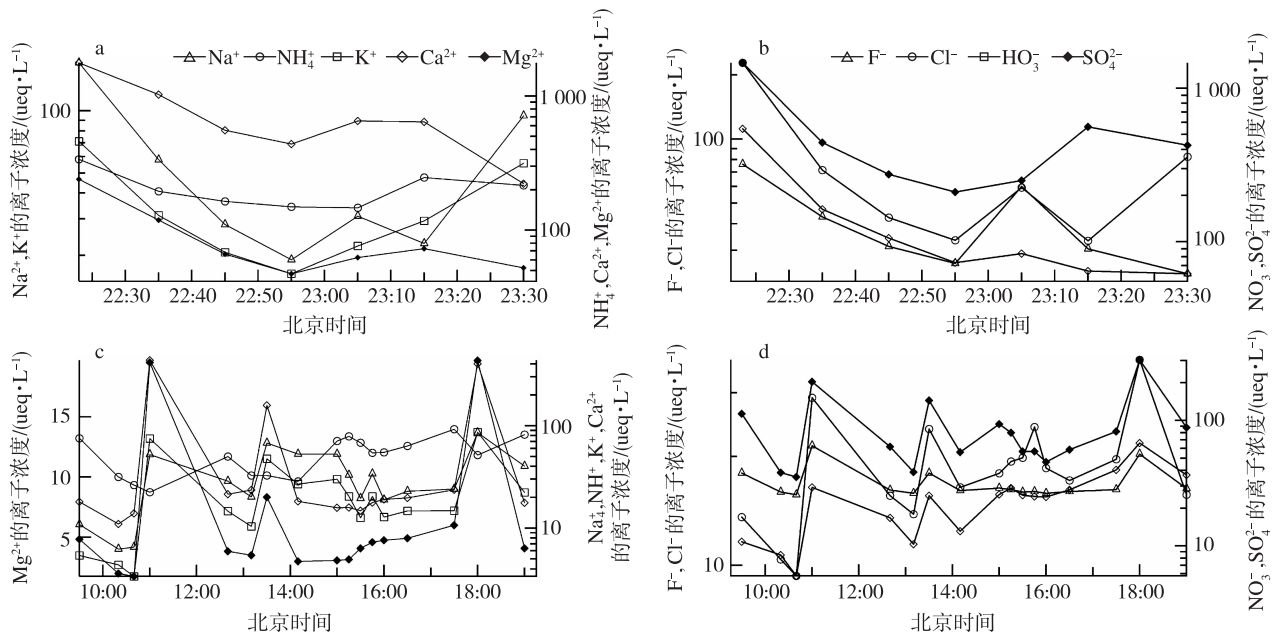 a
Na⁺ NH₄⁺ K⁺ Ca²⁺ Mg²⁺
Na²⁺,K⁺的离子浓度/(ueq•L⁻¹)
100
1 000
100
NH₄⁺,Ca²⁺,Mg²⁺的离子浓度/(ueq•L⁻¹)
22:30 22:40 22:50 23:00 23:10 23:20 23:30
北京时间
b
F⁻ Cl⁻ HO₃⁻ SO₄²⁻
F⁻,Cl⁻的离子浓度/(ueq•L⁻¹)
100
1 000
100
NO₃⁻,SO₄²⁻的离子浓度/(ueq•L⁻¹)
22:30 22:40 22:50 23:00 23:10 23:20 23:30
北京时间
c
Mg²⁺的离子浓度/(ueq•L⁻¹)
15
10
5
100
10
Na₄⁺,NH⁺,K⁺,Ca²⁺
的离子浓度/(ueq•L⁻¹)
10:00 12:00 14:00 16:00 18:00
北京时间
d
F⁻,Cl⁻的离子浓度/(ueq•L⁻¹)
20
10
100
10
NO₃⁻,SO₄²⁻的离子浓度/(ueq•L⁻¹)
10:00 12:00 14:00 16:00 18:00
北京时间